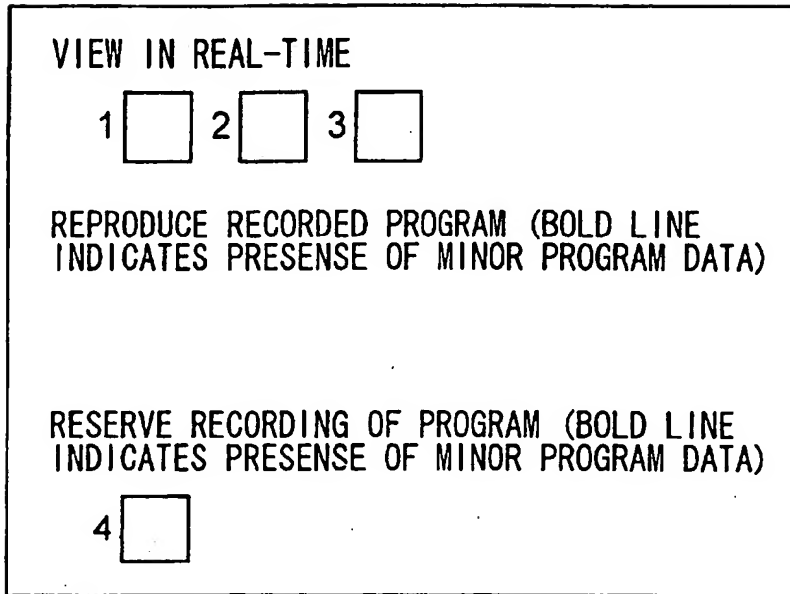 VIEW IN REAL-TIME
1 2 3
REPRODUCE RECORDED PROGRAM (BOLD LINE
INDICATES PRESENSE OF MINOR PROGRAM DATA)
RESERVE RECORDING OF PROGRAM (BOLD LINE
INDICATES PRESENSE OF MINOR PROGRAM DATA)
4